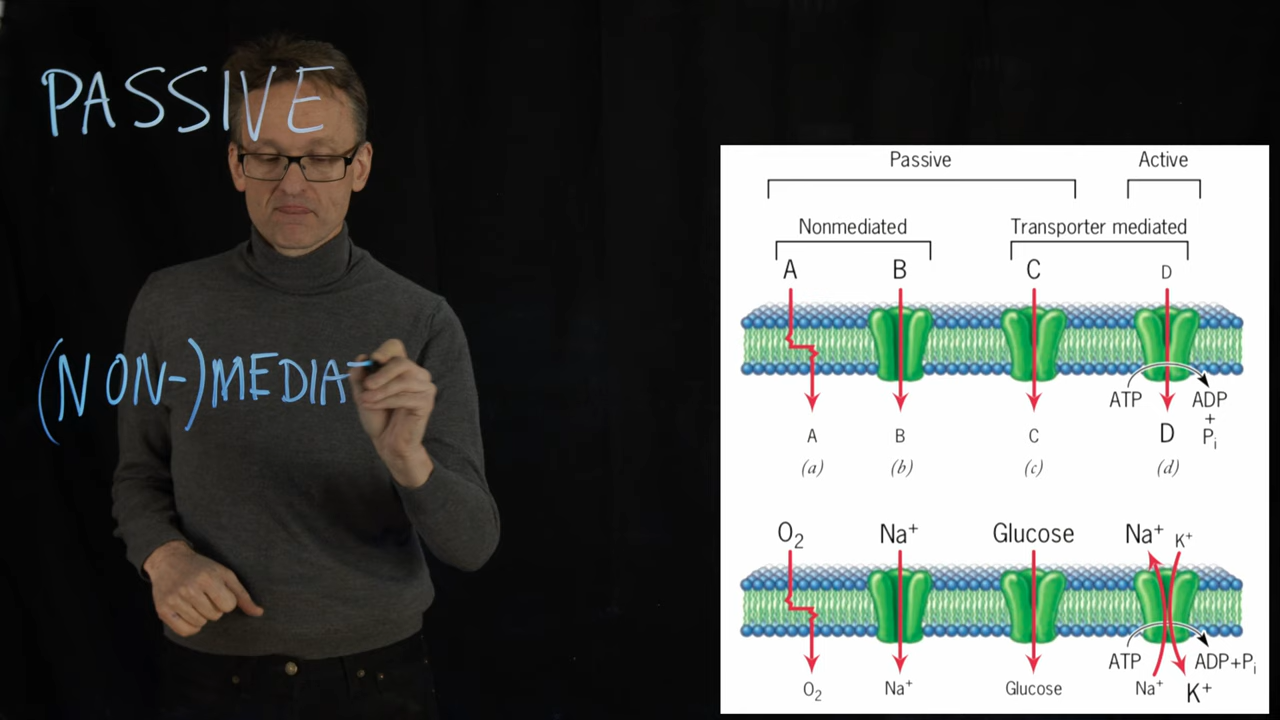 PASSIVE
(NON-)MEDIAT
Passive Active
Nonmediated Transporter mediated
A B C D
ATP ADP
+
Pi
A B C D
(a) (b) (c) (d)
O2 Na+ Glucose Na+ K+
ATP ADP+Pi
O2 Na+ Glucose Na+ K+